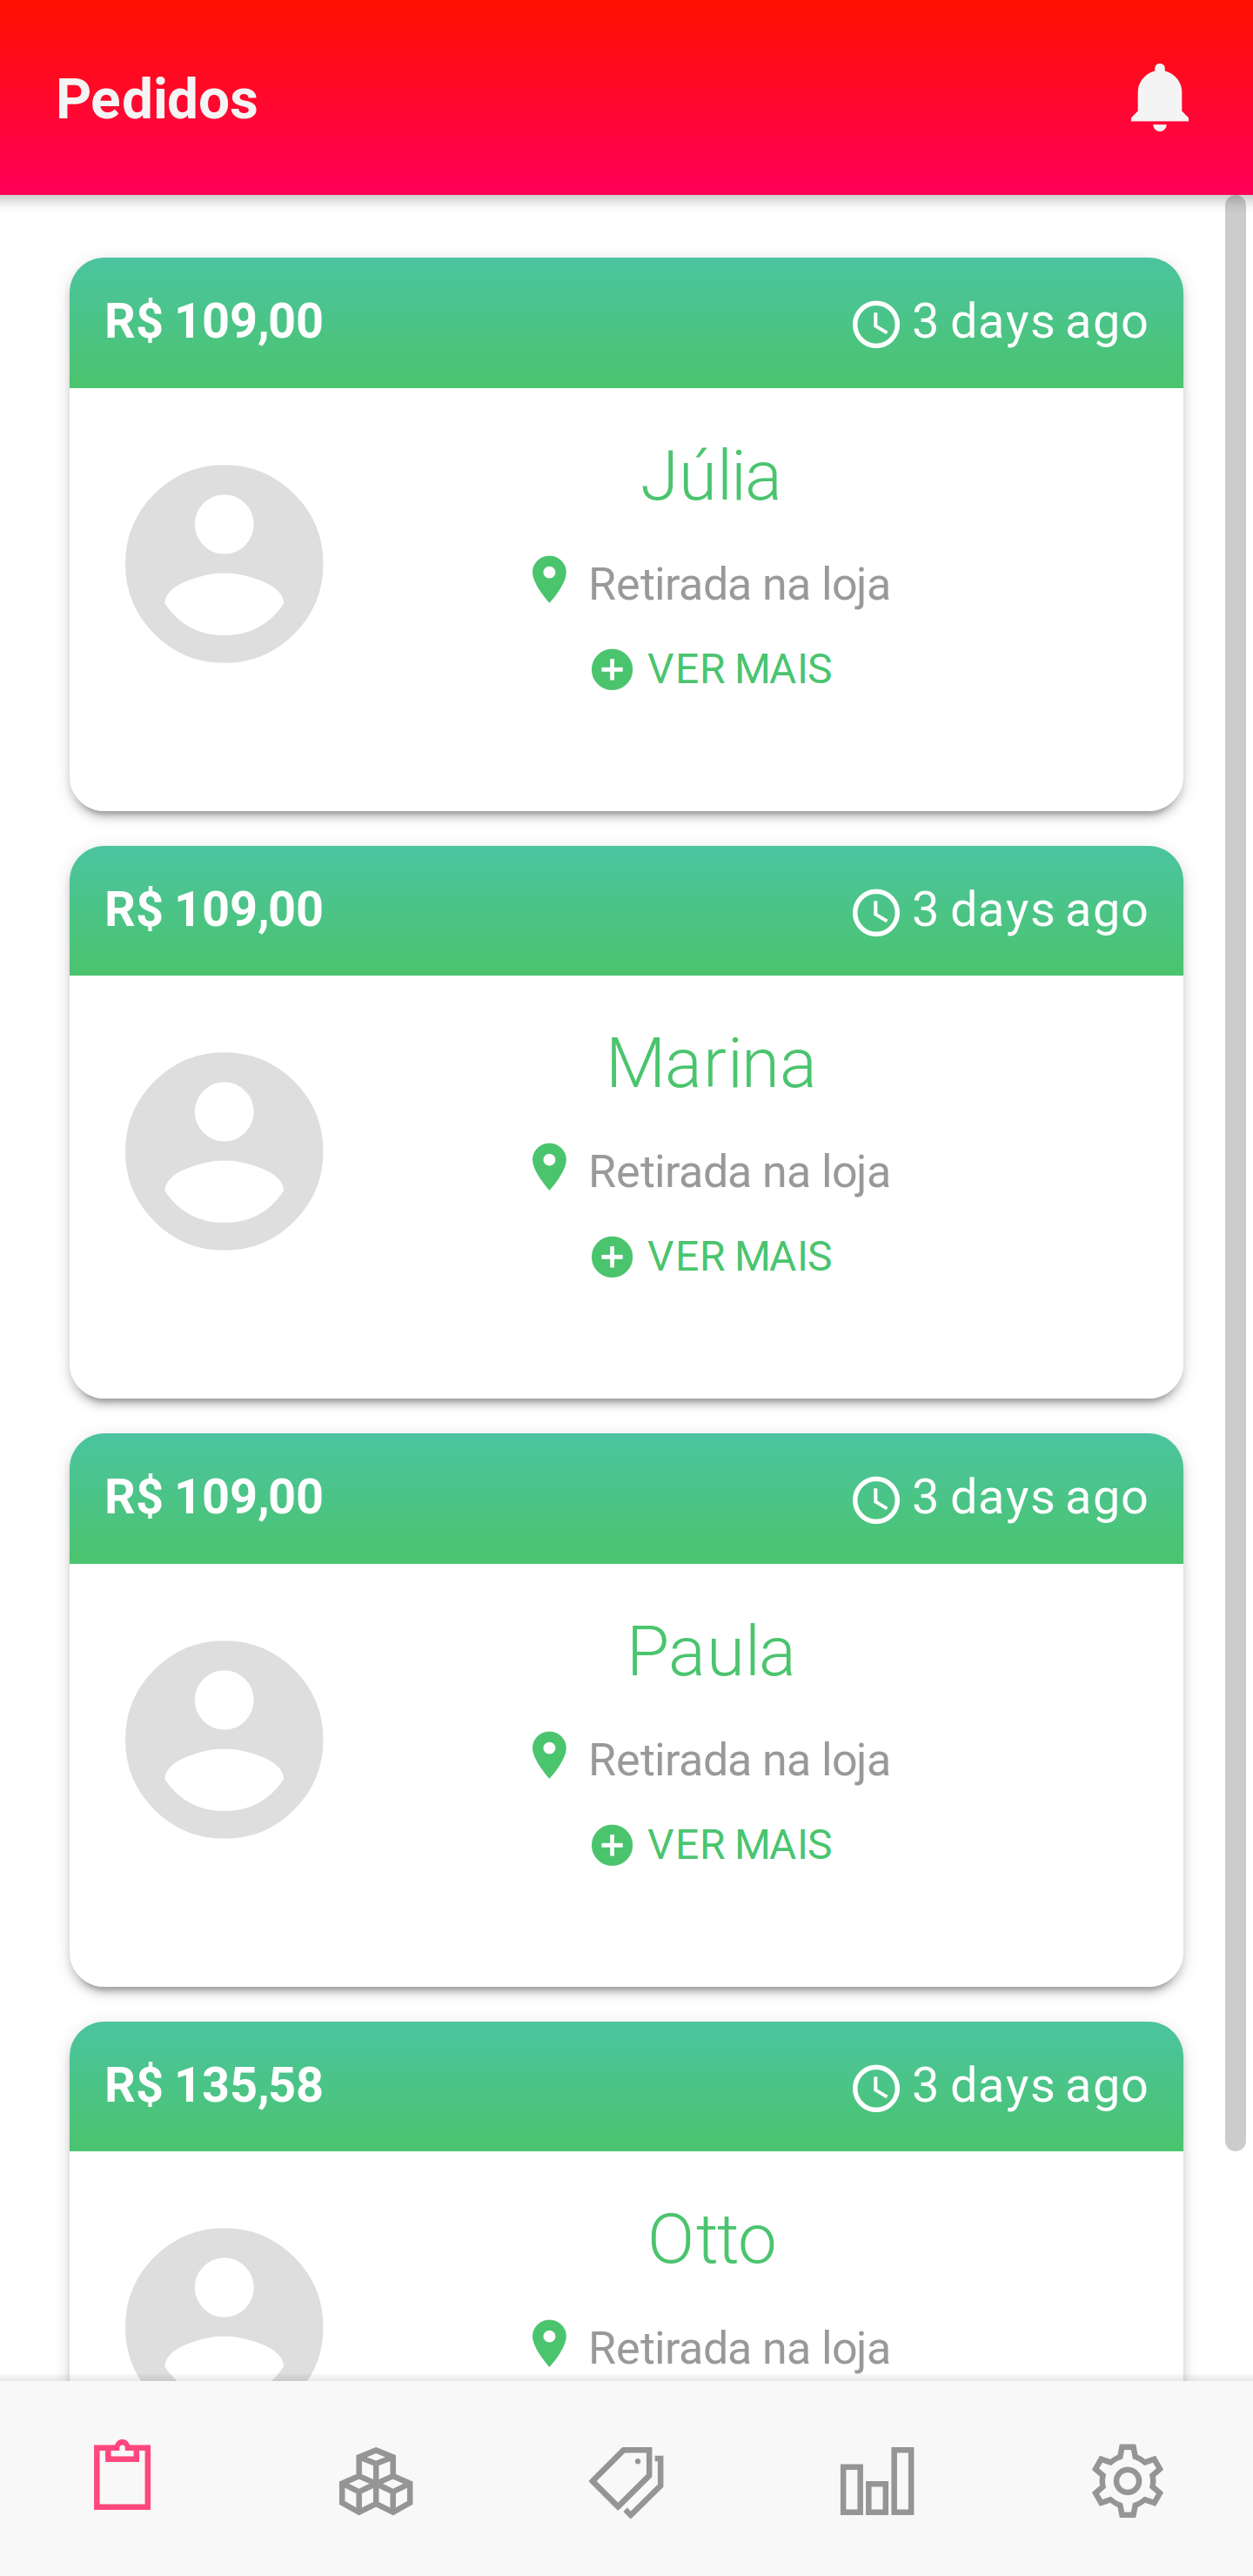 Pedidos
R$ 109,00 3 days ago
Júlia
Retirada na loja
VER MAIS
R$ 109,00 3 days ago
Marina
Retirada na loja
VER MAIS
R$ 109,00 3 days ago
Paula
Retirada na loja
VER MAIS
R$ 135,58 3 days ago
Otto
Retirada na loja